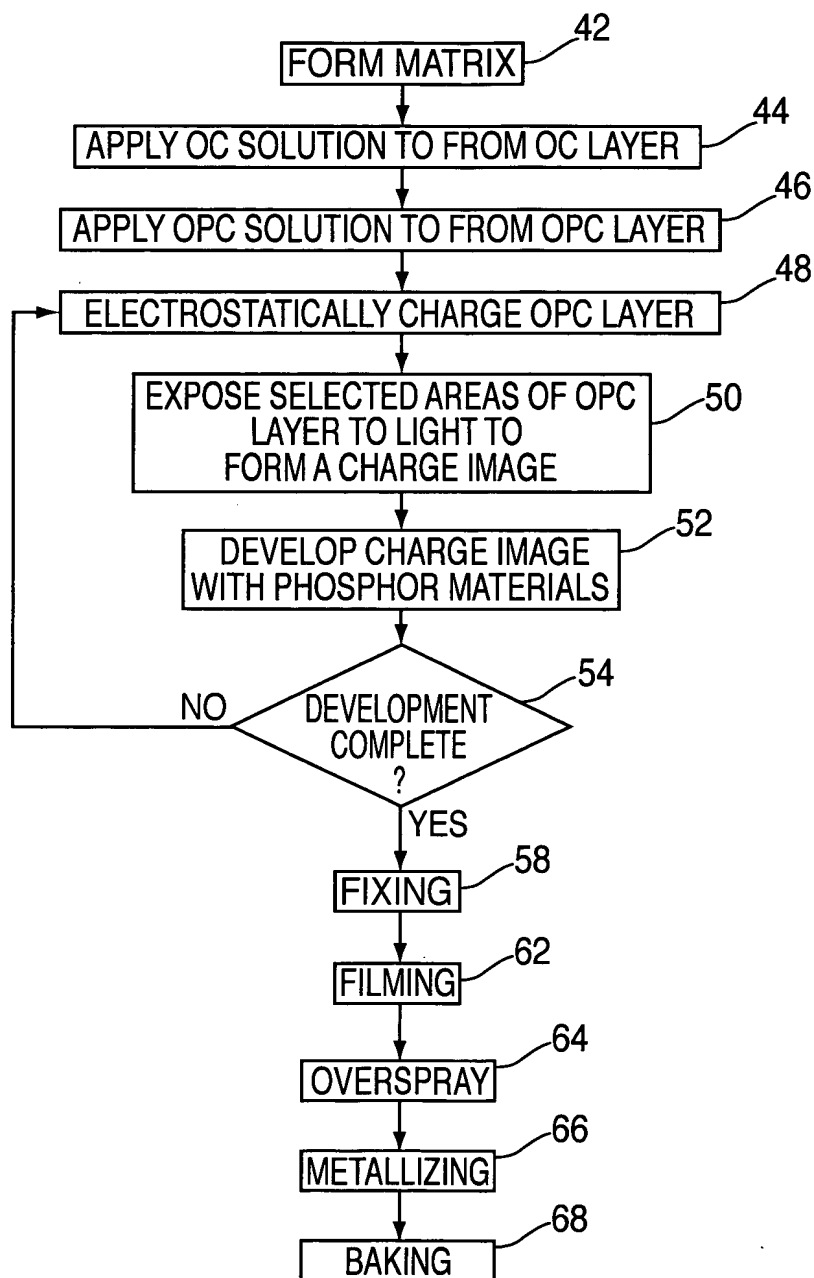 42
FORM MATRIX
44
APPLY OC SOLUTION TO FROM OC LAYER
46
APPLY OPC SOLUTION TO FROM OPC LAYER
48
ELECTROSTATICALLY CHARGE OPC LAYER
EXPOSE SELECTED AREAS OF OPC
50
LAYER TO LIGHT TO
FORM A CHARGE IMAGE
52
DEVELOP CHARGE IMAGE
WITH PHOSPHOR MATERIALS
54
NO
DEVELOPMENT
COMPLETE
?
YES
58
FIXING
62
FILMING
64
OVERSPRAY
66
METALLIZING
68
BAKING